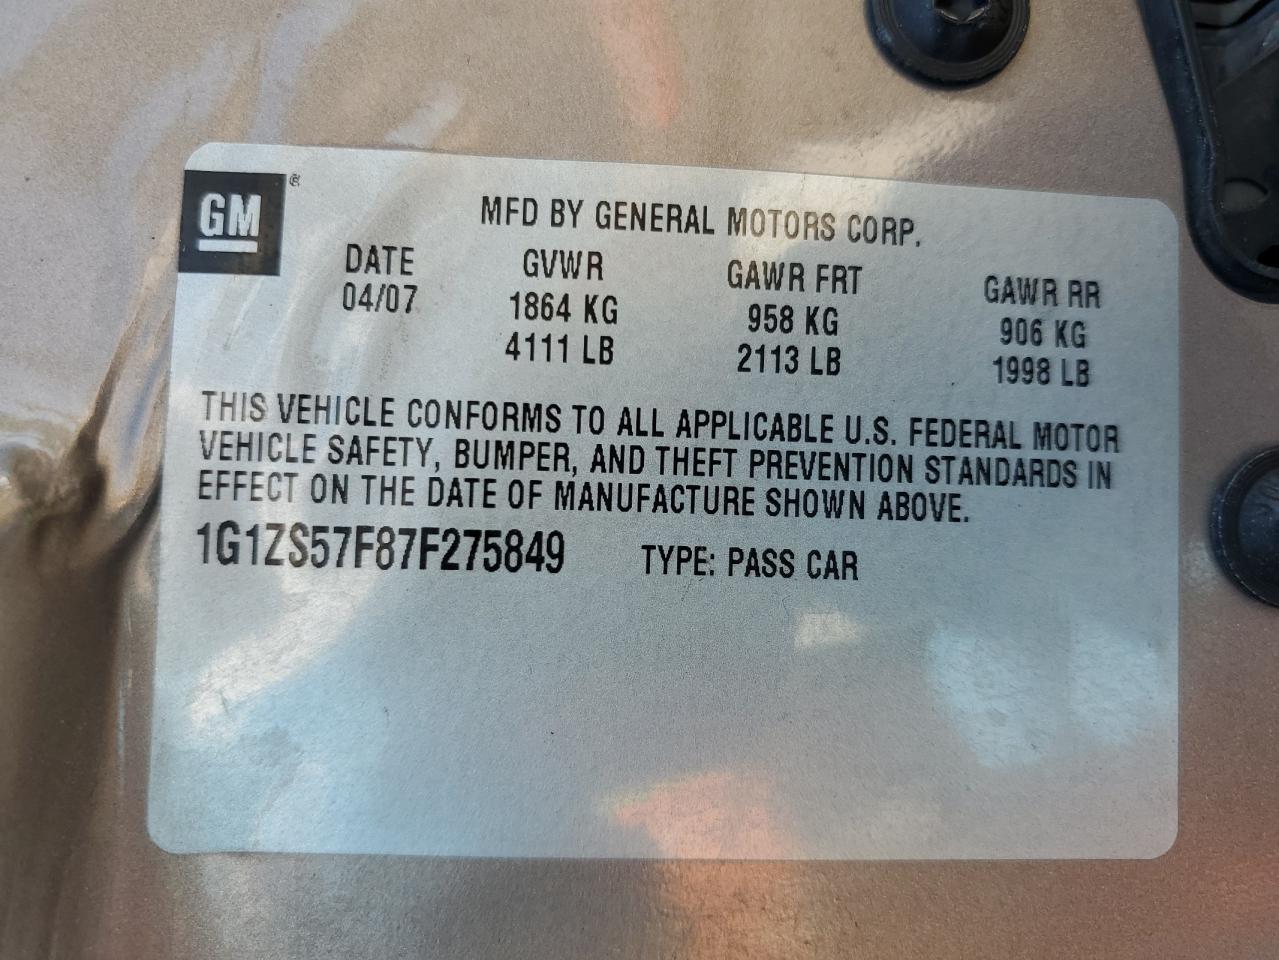 GM ®
MFD BY GENERAL MOTORS CORP.
DATE GVWR GAWR FRT GAWR RR
04/07 1864 KG 958 KG 906 KG
4111 LB 2113 LB 1998 LB
THIS VEHICLE CONFORMS TO ALL APPLICABLE U.S. FEDERAL MOTOR
VEHICLE SAFETY, BUMPER, AND THEFT PREVENTION STANDARDS IN
EFFECT ON THE DATE OF MANUFACTURE SHOWN ABOVE.
1G1ZS57F87F275849 TYPE: PASS CAR